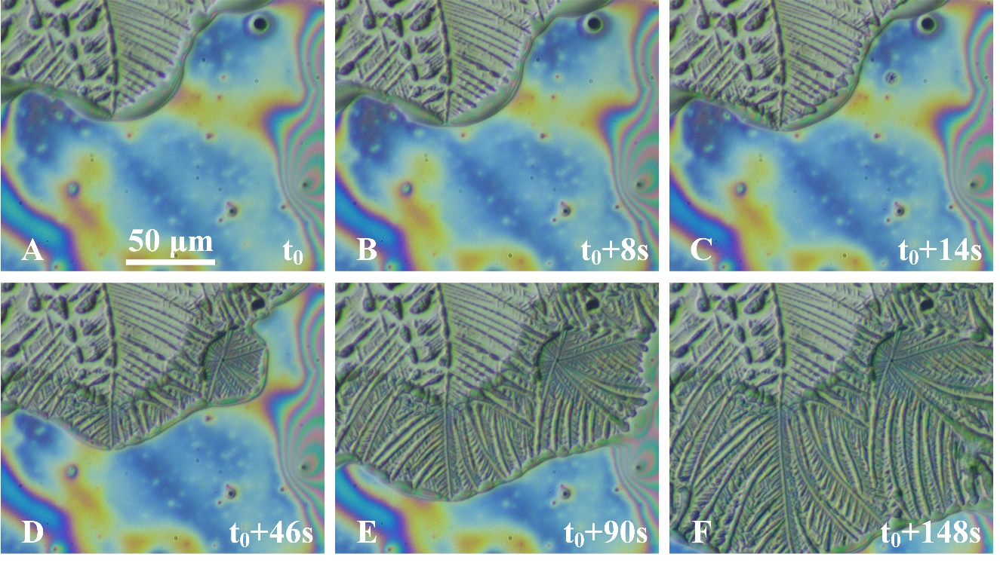 50 µm
A t₀
B t₀+8s
C t₀+14s
D t₀+46s
E t₀+90s
F t₀+148s